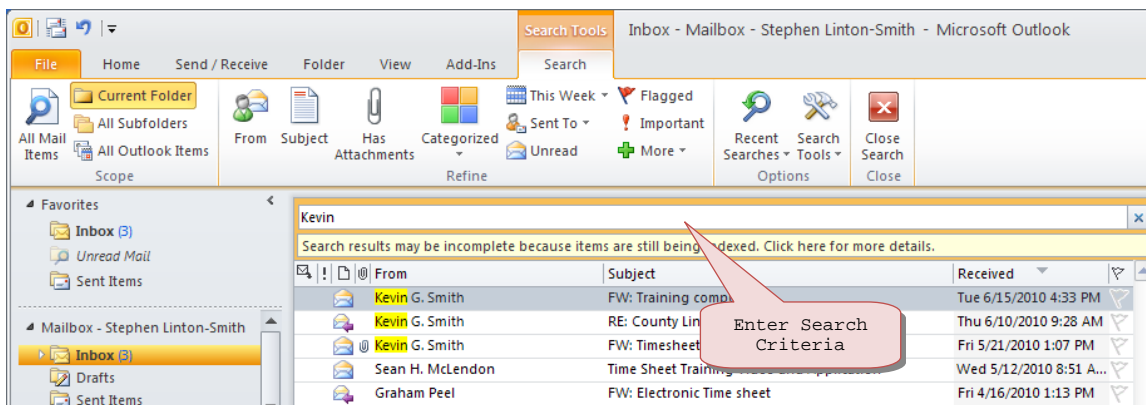 Search Tools Inbox - Mailbox - Stephen Linton-Smith - Microsoft Outlook
File Home Send / Receive Folder View Add-Ins Search
All Mail Items
Current Folder
All Subfolders
All Outlook Items
Scope
From
Subject
Has Attachments
Categorized
This Week
Sent To
Unread
Flagged
Important
More
Refine
Recent Searches
Search Tools
Options
Close Search
Close
Favorites
Inbox (3)
Unread Mail
Sent Items
Mailbox - Stephen Linton-Smith
Inbox (3)
Drafts
Sent Items
Kevin
Search results may be incomplete because items are still being indexed. Click here for more details.
From Subject Received
Kevin G. Smith FW: Training Tue 6/15/2010 4:33 PM
Kevin G. Smith RE: County Thu 6/10/2010 9:28 AM
Kevin G. Smith FW: Timesheet Fri 5/21/2010 1:07 PM
Sean H. McLendon Time Sheet Wed 5/12/2010 8:51 A...
Graham Peel FW: Electronic Time sheet Fri 4/16/2010 1:13 PM
Enter Search
Criteria